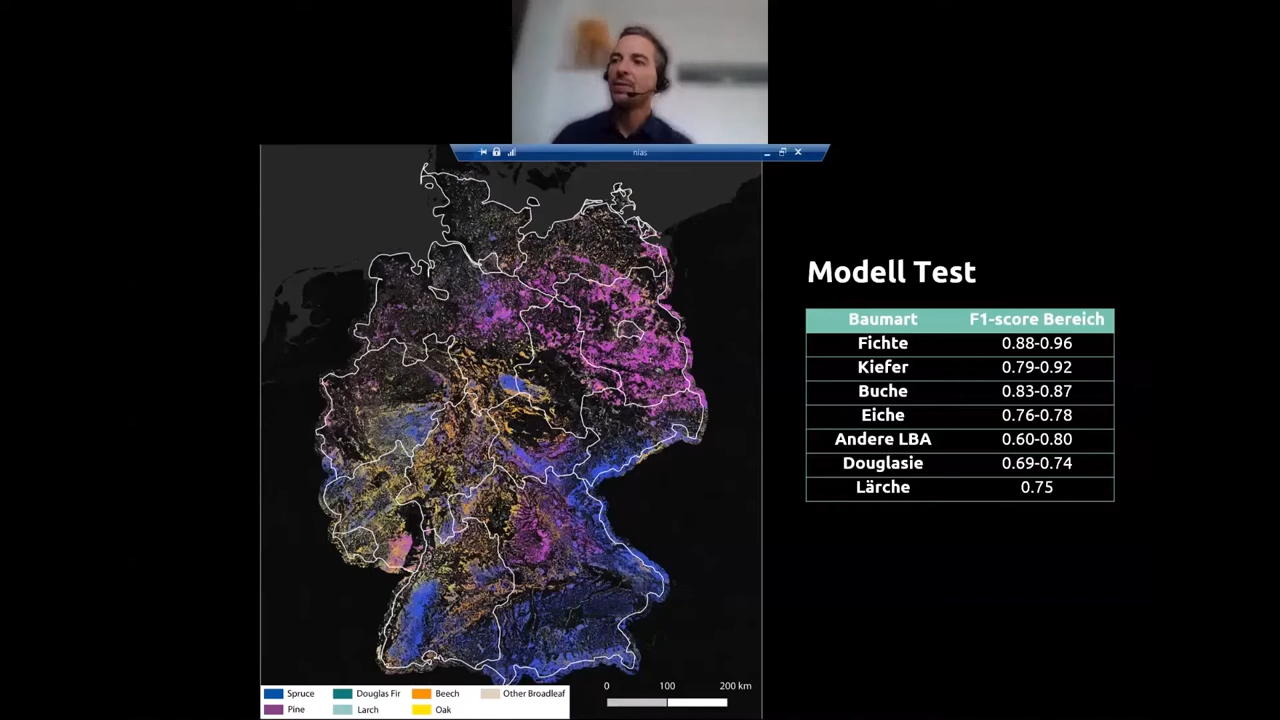 nias
Modell Test
Baumart F1-score Bereich
Fichte 0.88-0.96
Kiefer 0.79-0.92
Buche 0.83-0.87
Eiche 0.76-0.78
Andere LBA 0.60-0.80
Douglasie 0.69-0.74
Lärche 0.75
0 100 200 km
Spruce Douglas Fir Beech Other Broadleaf
Pine Larch Oak